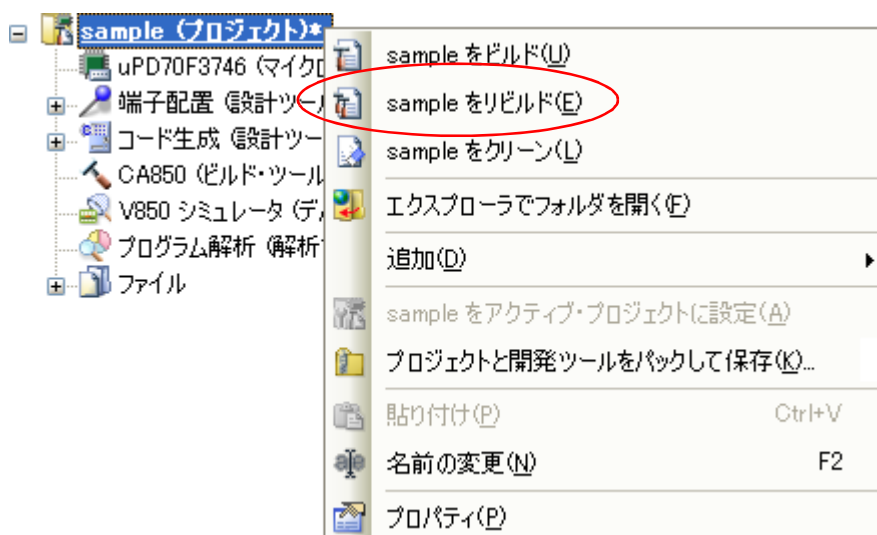 sample (プロジェクト)*
uPD70F3746 (マイクロ
端子配置 (設計ツール
コード生成 (設計ツー
CA850 (ビルド・ツール
V850 シミュレータ (デ
プログラム解析 (解析
ファイル
sample をビルド(U)
sample をリビルド(E)
sample をクリーン(L)
エクスプローラでフォルダを開く(F)
追加(D)
sample をアクティブ・プロジェクトに設定(A)
プロジェクトと開発ツールをパックして保存(K)...
貼り付け(P) Ctrl+V
名前の変更(N) F2
プロパティ(P)